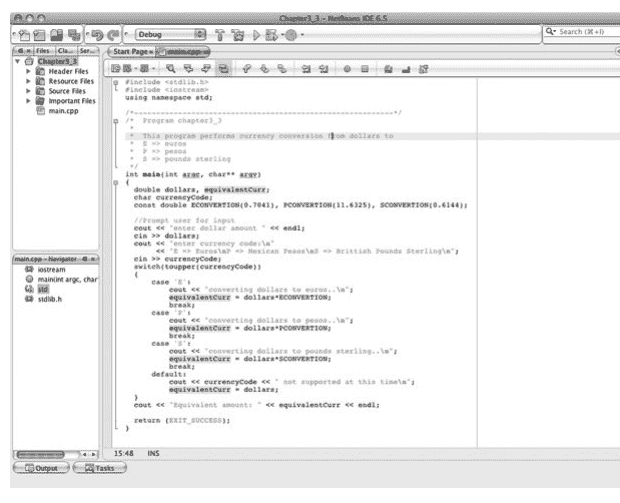 Chapter3_3 – NetBeans IDE 6.5
Debug
Search (⌘+I)
Files Cla... Ser...
Start Page main.cpp
Chapter3_3
Header Files
Resource Files
Source Files
Important Files
main.cpp
#include <stdlib.h>
#include <iostream>
using namespace std;
/*
* Program chapter3_3
*
* This program performs currency conversion from dollars to
* E => euros
* P => pesos
* S => pounds sterling
*/
int main(int argc, char** argv)
{
double dollars, equivalentCurr;
char currencyCode;
const double ECONVERTION(0.7041), PCONVERTION(11.6325), SCONVERTION(0.6144);
//Prompt user for input
cout << "enter dollar amount " << endl;
cin >> dollars;
cout << "enter currency code:\n"
<< "E => Euros\nP => Mexican Pesos\nS => Brittish Pounds Sterling\n";
cin >> currencyCode;
switch(toupper(currencyCode))
{
case 'E':
cout << "converting dollars to euros..\n";
equivalentCurr = dollars*ECONVERTION;
break;
case 'P':
cout << "converting dollars to pesos..\n";
equivalentCurr = dollars*PCONVERTION;
break;
case 'S':
cout << "converting dollars to pounds sterling..\n";
equivalentCurr = dollars*SCONVERTION;
break;
default:
cout << currencyCode << " not supported at this time\n";
equivalentCurr = dollars;
}
cout << "Equivalent amount: " << equivalentCurr << endl;
return (EXIT_SUCCESS);
}
main.cpp – Navigator
iostream
main(int argc, char
std
stdlib.h
15:48 INS
Output Tasks